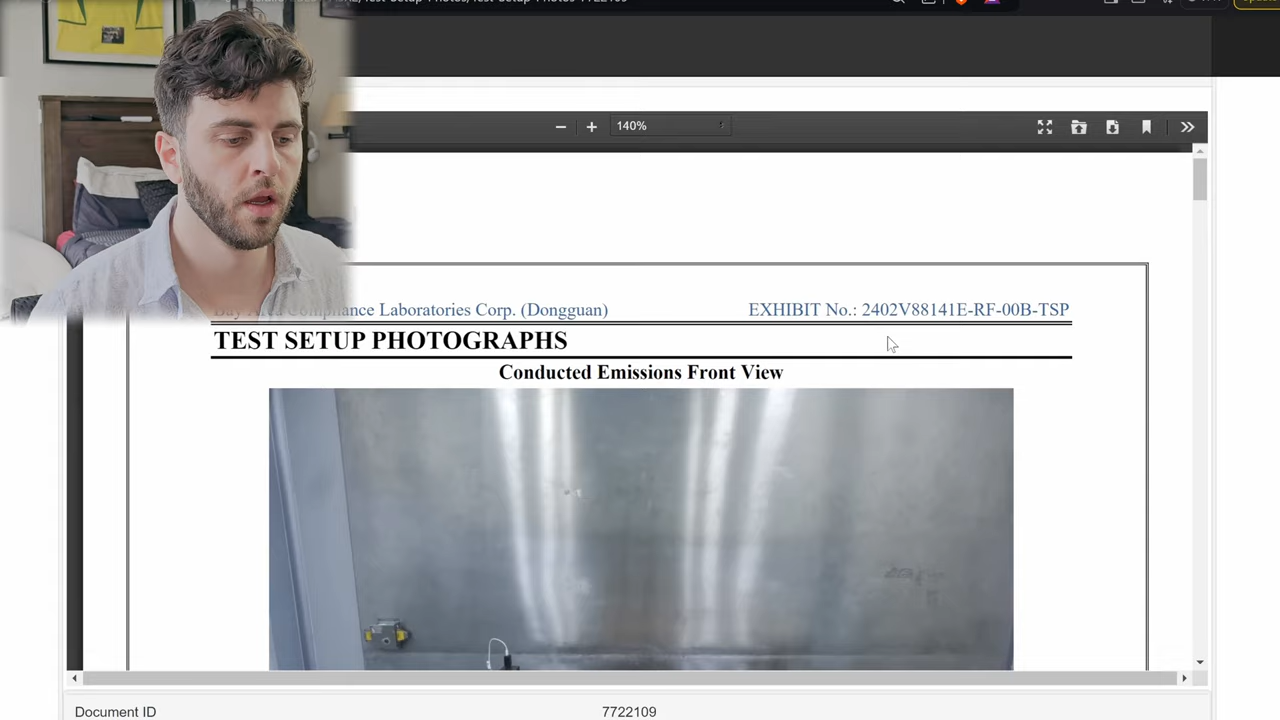 140%
Compliance Laboratories Corp. (Dongguan)
EXHIBIT No.: 2402V88141E-RF-00B-TSP
TEST SETUP PHOTOGRAPHS
Conducted Emissions Front View
Document ID
7722109